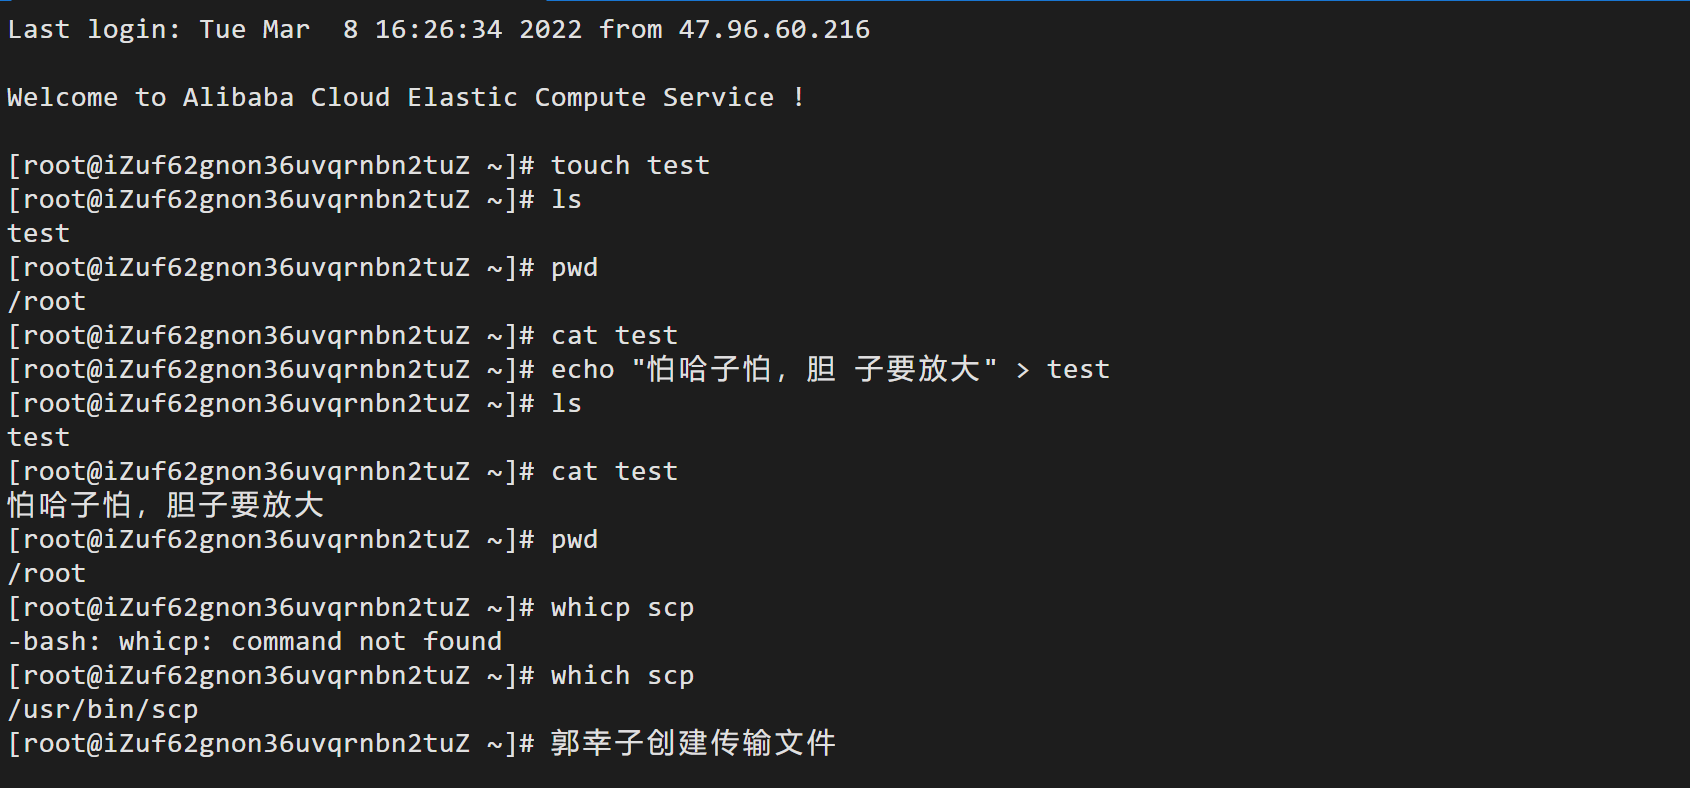 Last login: Tue Mar  8 16:26:34 2022 from 47.96.60.216
Welcome to Alibaba Cloud Elastic Compute Service !
[root@iZuf62gnon36uvqrnbn2tuZ ~]# touch test
[root@iZuf62gnon36uvqrnbn2tuZ ~]# ls
test
[root@iZuf62gnon36uvqrnbn2tuZ ~]# pwd
/root
[root@iZuf62gnon36uvqrnbn2tuZ ~]# cat test
[root@iZuf62gnon36uvqrnbn2tuZ ~]# echo "怕哈子怕，胆 子要放大" > test
[root@iZuf62gnon36uvqrnbn2tuZ ~]# ls
test
[root@iZuf62gnon36uvqrnbn2tuZ ~]# cat test
怕哈子怕，胆子要放大
[root@iZuf62gnon36uvqrnbn2tuZ ~]# pwd
/root
[root@iZuf62gnon36uvqrnbn2tuZ ~]# whicp scp
-bash: whicp: command not found
[root@iZuf62gnon36uvqrnbn2tuZ ~]# which scp
/usr/bin/scp
[root@iZuf62gnon36uvqrnbn2tuZ ~]# 郭幸子创建传输文件